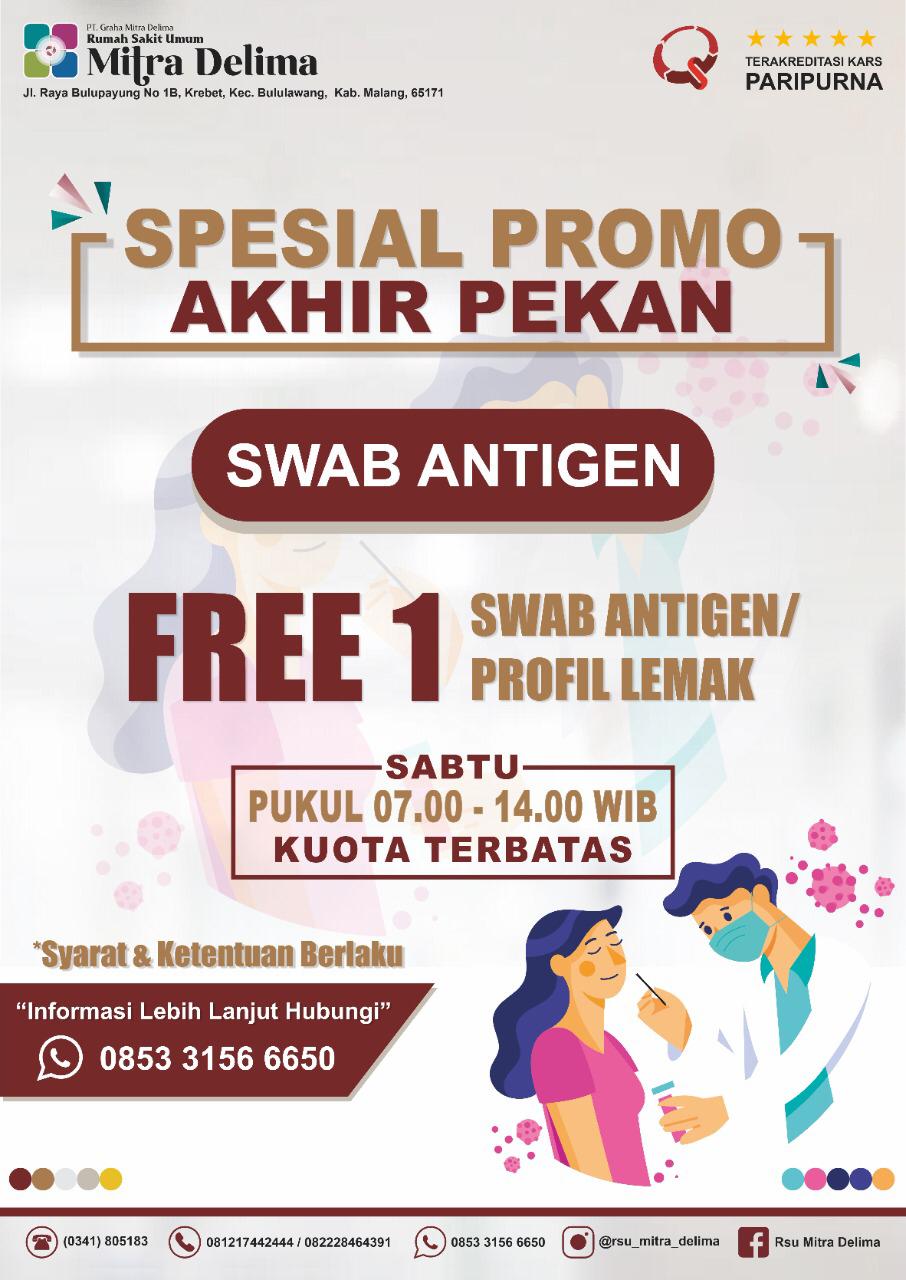 PT. Graha Mitra Delima
Rumah Sakit Umum
Mitra Delima
Jl. Raya Bulupayung No 1B, Krebet, Kec. Bululawang, Kab. Malang, 65171
TERAKREDITASI KARS
PARIPURNA
SPESIAL PROMO
AKHIR PEKAN
SWAB ANTIGEN
FREE 1
SWAB ANTIGEN/
PROFIL LEMAK
SABTU
PUKUL 07.00 - 14.00 WIB
KUOTA TERBATAS
*Syarat & Ketentuan Berlaku
“Informasi Lebih Lanjut Hubungi”
0853 3156 6650
(0341) 805183
081217442444 / 082228464391
0853 3156 6650
@rsu_mitra_delima
Rsu Mitra Delima